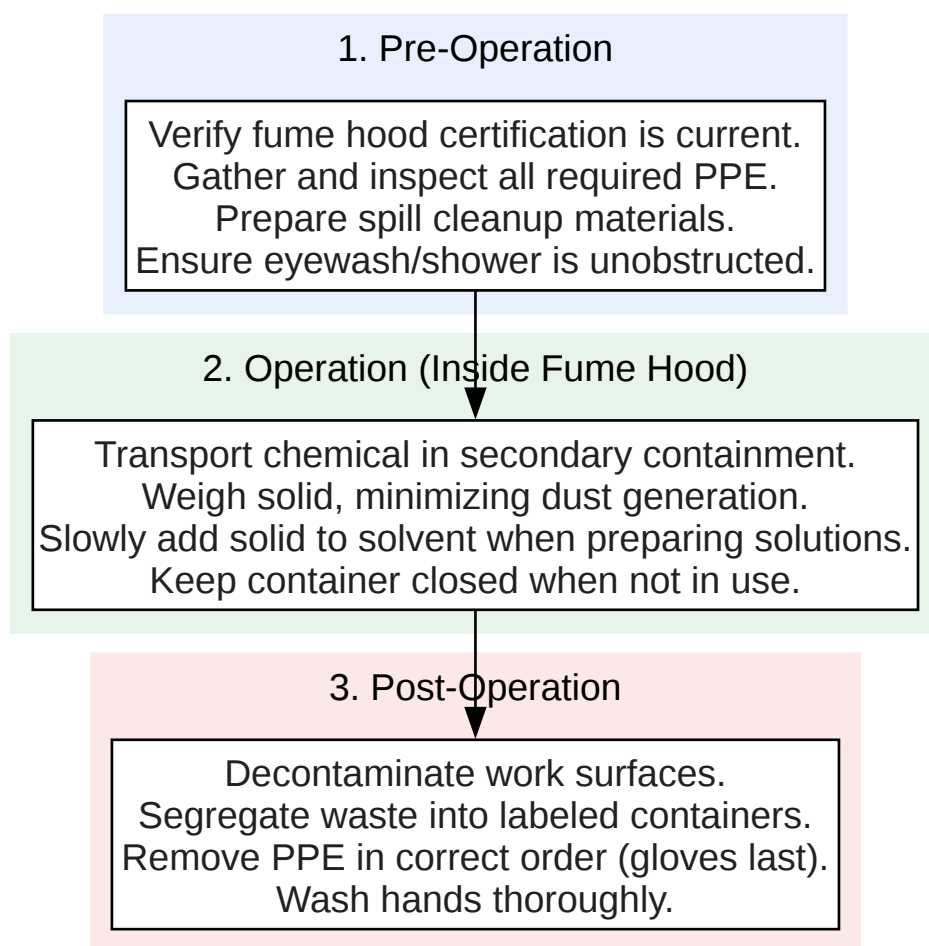 1. Pre-Operation
Verify fume hood certification is current.
Gather and inspect all required PPE.
Prepare spill cleanup materials.
Ensure eyewash/shower is unobstructed.
2. Operation (Inside Fume Hood)
Transport chemical in secondary containment.
Weigh solid, minimizing dust generation.
Slowly add solid to solvent when preparing solutions.
Keep container closed when not in use.
3. Post-Operation
Decontaminate work surfaces.
Segregate waste into labeled containers.
Remove PPE in correct order (gloves last).
Wash hands thoroughly.